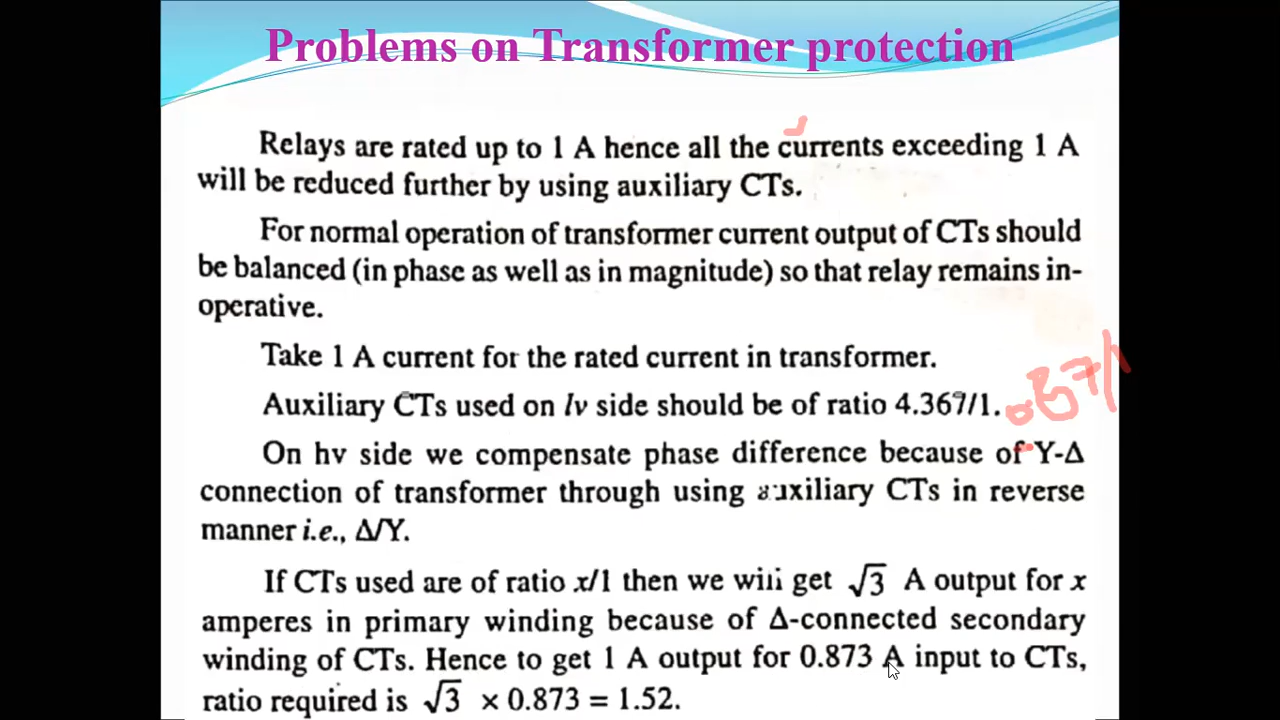 Problems on Transformer protection
Relays are rated up to 1 A hence all the currents exceeding 1 A
will be reduced further by using auxiliary CTs.
For normal operation of transformer current output of CTs should
be balanced (in phase as well as in magnitude) so that relay remains in-
operative.
Take 1 A current for the rated current in transformer.
Auxiliary CTs used on lv side should be of ratio 4.367/1.
On hv side we compensate phase difference because of Y-Δ
connection of transformer through using auxiliary CTs in reverse
manner i.e., Δ/Y.
If CTs used are of ratio x/1 then we will get √3 A output for x
amperes in primary winding because of Δ-connected secondary
winding of CTs. Hence to get 1 A output for 0.873 A input to CTs,
ratio required is √3 × 0.873 = 1.52.